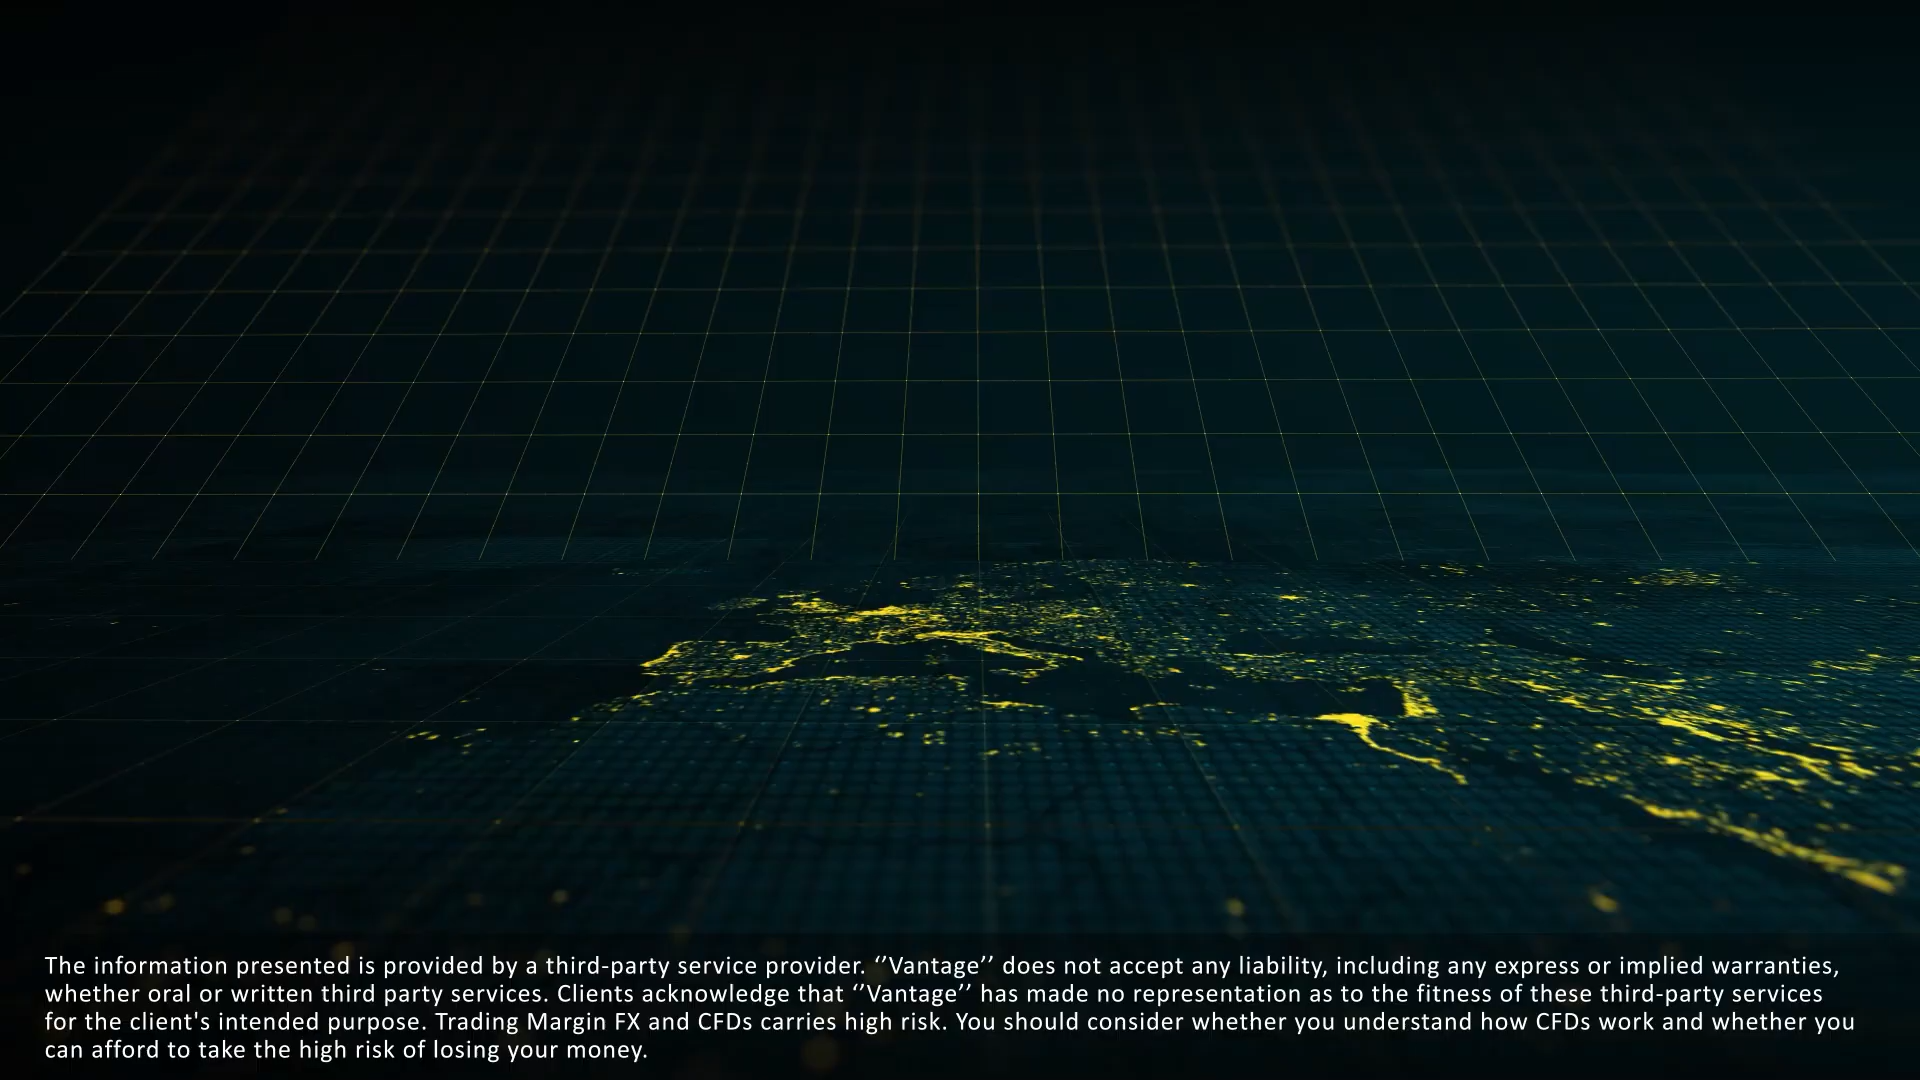 The information presented is provided by a third-party service provider. ‘’Vantage’’ does not accept any liability, including any express or implied warranties,
whether oral or written third party services. Clients acknowledge that ‘’Vantage’’ has made no representation as to the fitness of these third-party services
for the client's intended purpose. Trading Margin FX and CFDs carries high risk. You should consider whether you understand how CFDs work and whether you
can afford to take the high risk of losing your money.